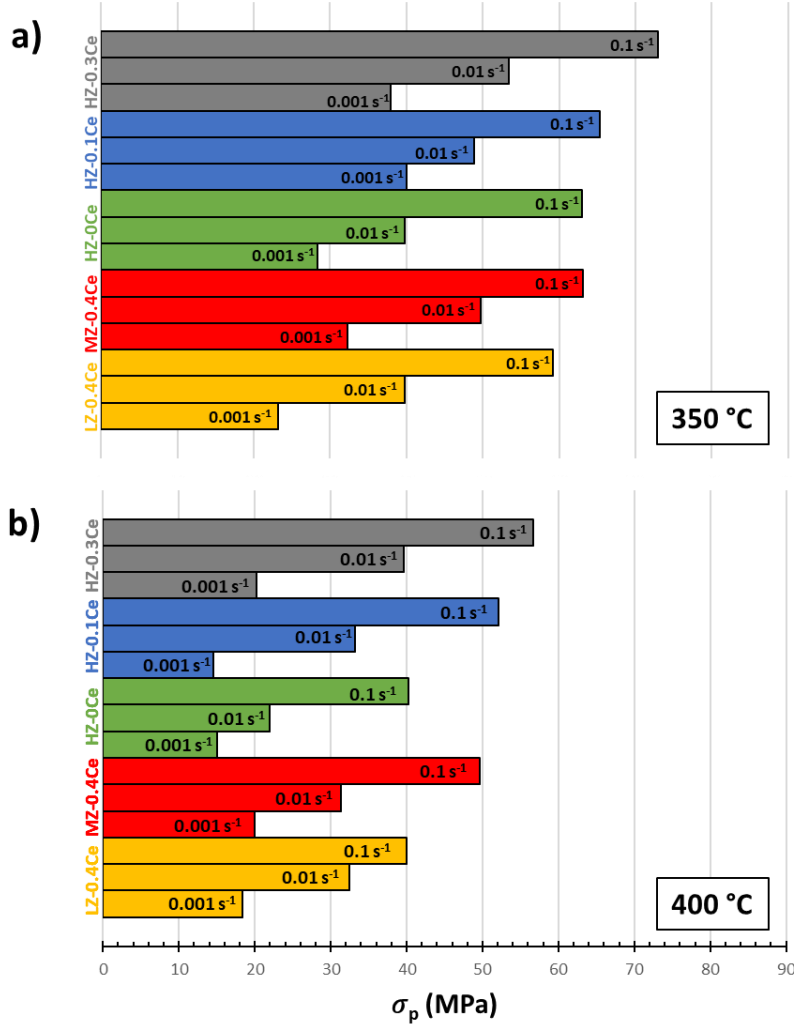 a)
HZ-0.3Ce
0.1 s⁻¹
0.01 s⁻¹
0.001 s⁻¹
HZ-0.1Ce
0.1 s⁻¹
0.01 s⁻¹
0.001 s⁻¹
HZ-0Ce
0.1 s⁻¹
0.01 s⁻¹
0.001 s⁻¹
MZ-0.4Ce
0.1 s⁻¹
0.01 s⁻¹
0.001 s⁻¹
LZ-0.4Ce
0.1 s⁻¹
0.01 s⁻¹
0.001 s⁻¹
350 °C
b)
HZ-0.3Ce
0.1 s⁻¹
0.01 s⁻¹
0.001 s⁻¹
HZ-0.1Ce
0.1 s⁻¹
0.01 s⁻¹
0.001 s⁻¹
HZ-0Ce
0.1 s⁻¹
0.01 s⁻¹
0.001 s⁻¹
MZ-0.4Ce
0.1 s⁻¹
0.01 s⁻¹
0.001 s⁻¹
LZ-0.4Ce
0.1 s⁻¹
0.01 s⁻¹
0.001 s⁻¹
400 °C
0 10 20 30 40 50 60 70 80 90
σp (MPa)